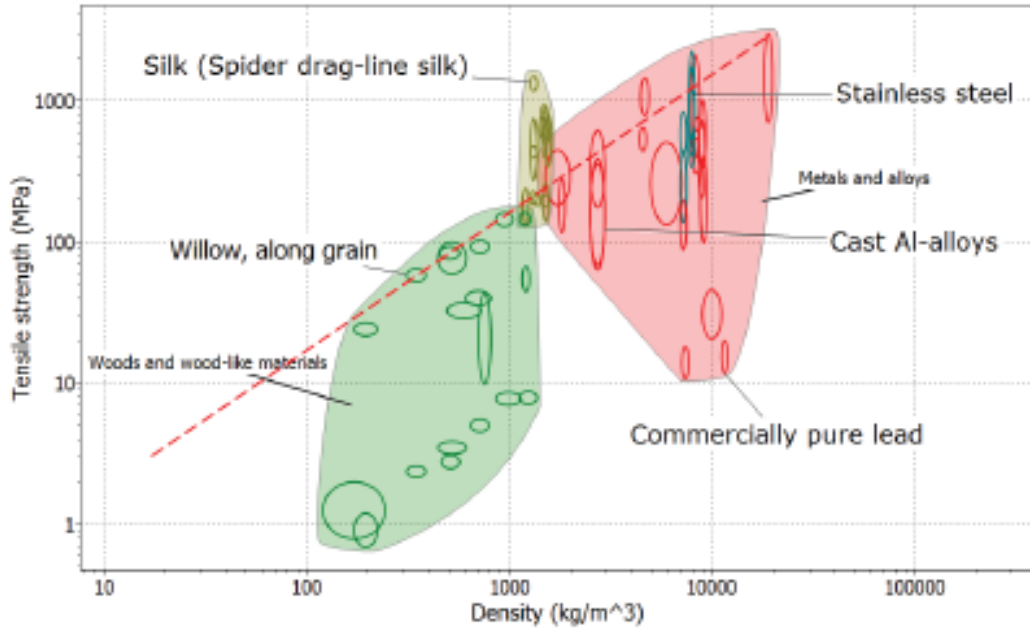 Silk (Spider drag-line silk)
1000
Stainless steel
Metals and alloys
Tensile strength (MPa)
100
Willow, along grain
Cast Al-alloys
Woods and wood-like materials
10
Commercially pure lead
1
10
100
1000
10000
100000
Density (kg/m^3)